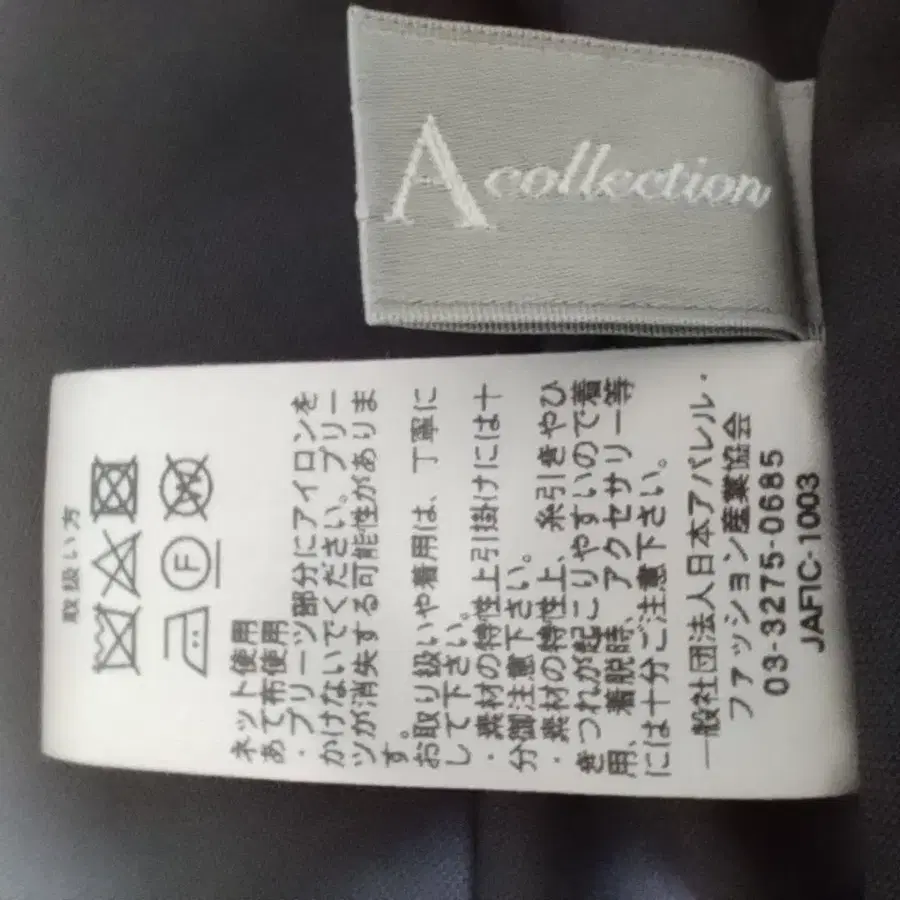 A collection
取扱い方
F
W
ネット使用
あて布使用
・プリーツ部分にアイロンを
かけないでください。プリー
ツが消失する可能性がありま
す。
お取り扱いや着用は、丁寧に
して下さい。
・素材の特性上引掛けには十
分御注意下さい。
・素材の特性上、糸引きやひ
きつれが起こりやすいので着
用、着脱時、アクセサリー等
には十分ご注意下さい。
一般社団法人日本アパレル・
ファッション産業協会
03-3275-0685
JAFIC-1003